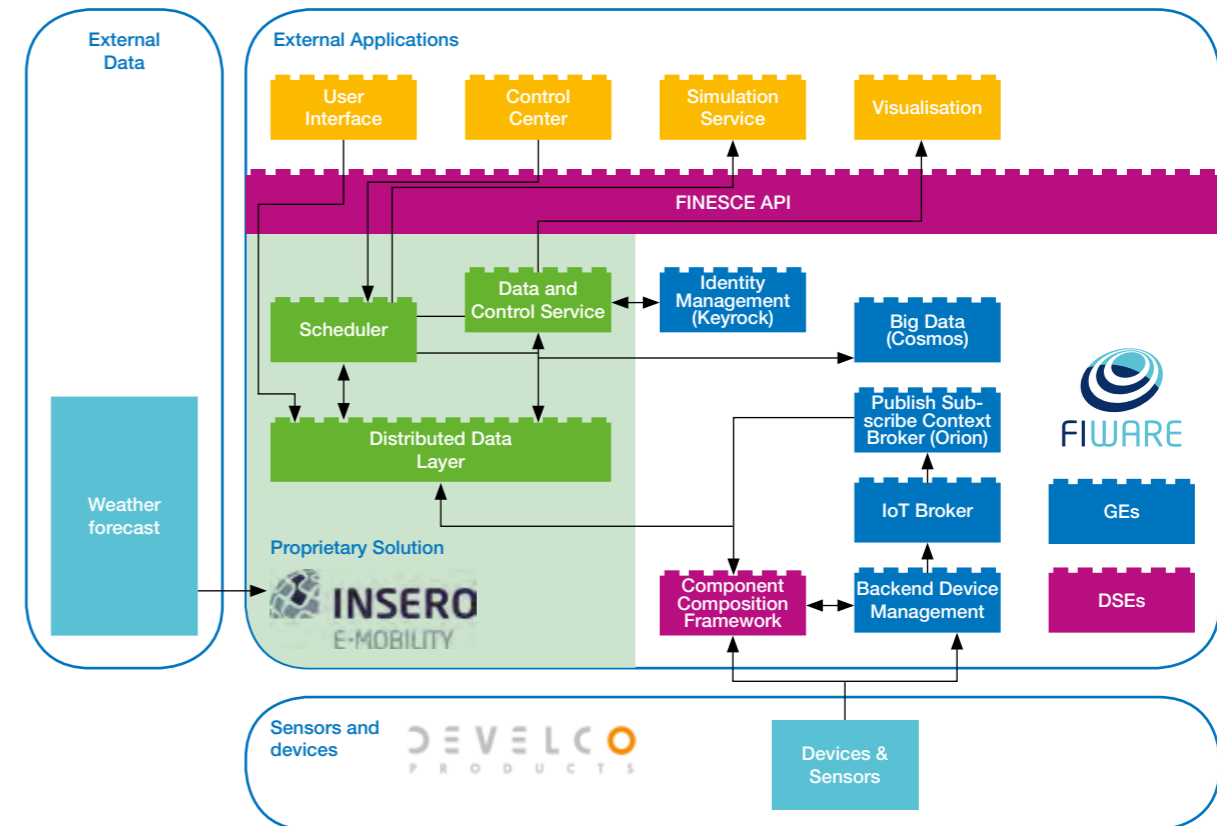 External
Data
External Applications
User
Interface
Control
Center
Simulation
Service
Visualisation
FINESCE API
Scheduler
Data and
Control Service
Identity
Management
(Keyrock)
Big Data
(Cosmos)
Distributed Data
Layer
Publish Sub-
scribe Context
Broker (Orion)
FIWARE
Weather
forecast
IoT Broker
GEs
Proprietary Solution
INSERO
E-MOBILITY
Component
Composition
Framework
Backend Device
Management
DSEs
Sensors and
devices
DEVELCO
PRODUCTS
Devices &
Sensors